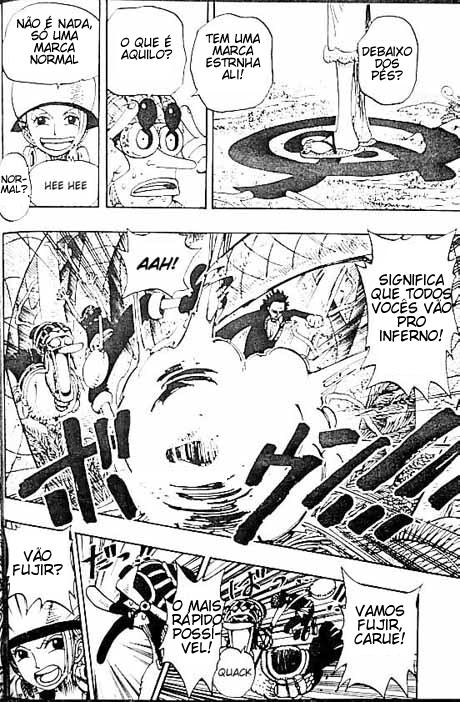 DEBAIXO
DOS
PÉS?
TEM UMA
MARCA
ESTRNHA
ALI!
O QUE É
AQUILO?
NÃO É NADA,
SÓ UMA
MARCA
NORMAL
HEE HEE
NOR-
MAL?
SIGNIFICA
QUE TODOS
VOCÊS VÃO
PRO
INFERNO!
AAH!
ボグ
VAMOS
FUJIR,
CARUE!
QUACK
O MAIS
RÁPIDO
POSSÍ-
VEL!
VÃO
FUJIR?